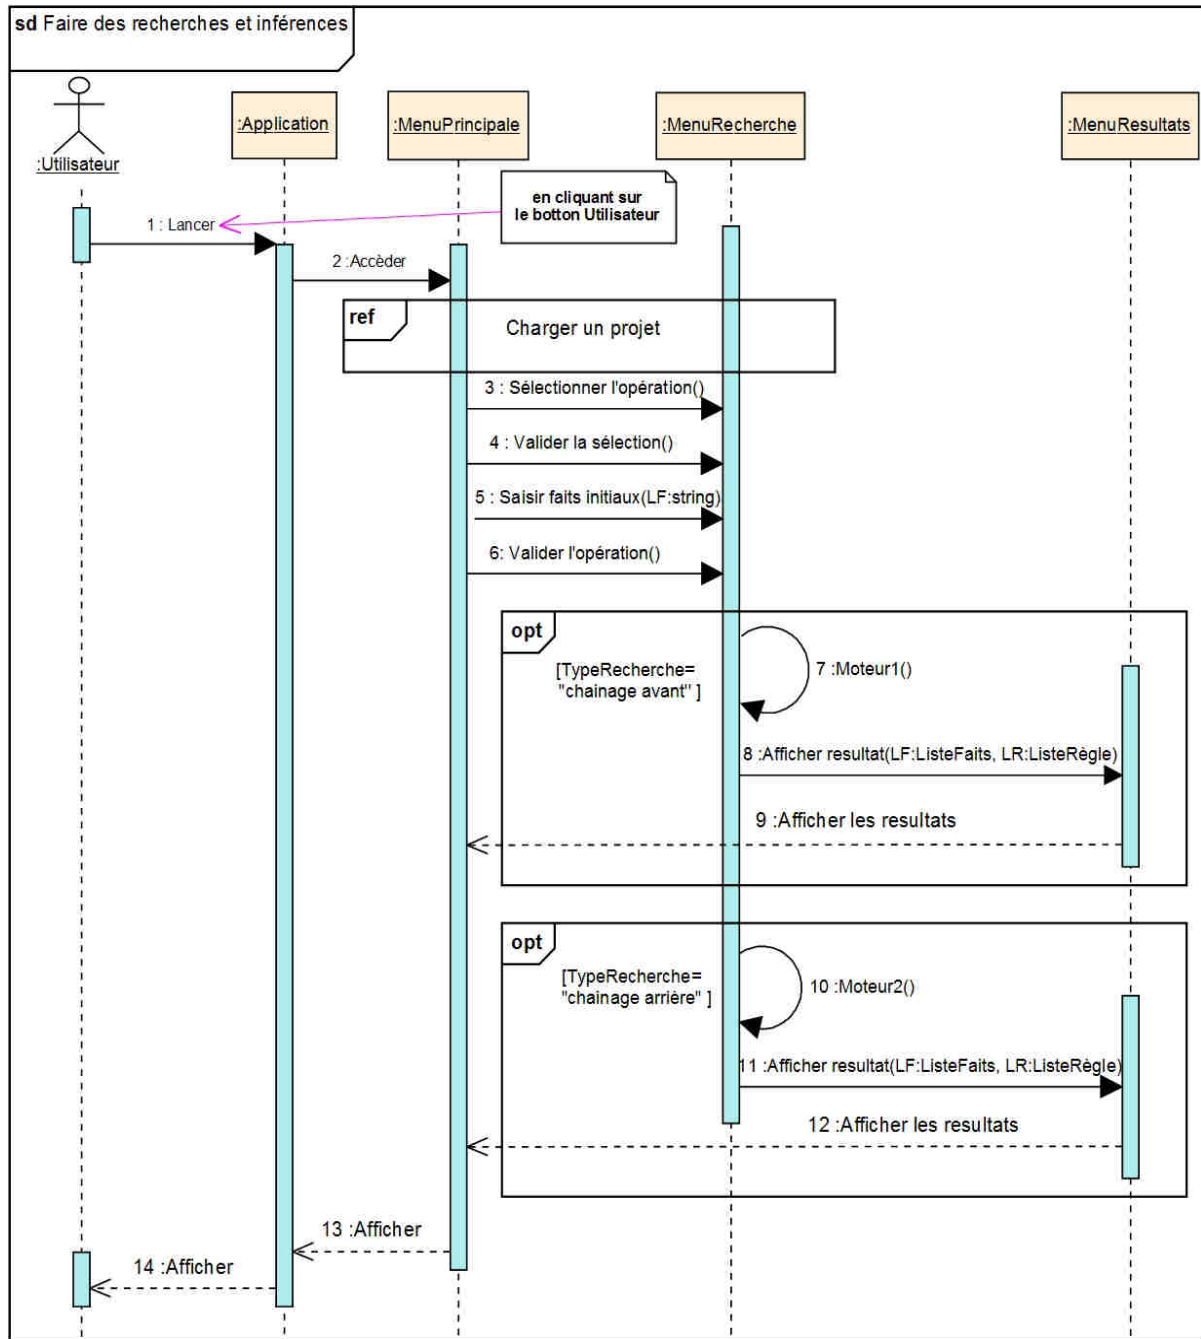 sd Faire des recherches et inférences
:Utilisateur
:Application
:MenuPrincipale
:MenuRecherche
:MenuResultats
en cliquant sur
le botton Utilisateur
1 : Lancer
2 :Accèder
ref
Charger un projet
3 : Sélectionner l'opération()
4 : Valider la sélection()
5 : Saisir faits initiaux(LF:string)
6: Valider l'opération()
opt
[TypeRecherche=
"chainage avant" ]
7 :Moteur1()
8 :Afficher resultat(LF:ListeFaits, LR:ListeRègle)
9 :Afficher les resultats
opt
[TypeRecherche=
"chainage arrière" ]
10 :Moteur2()
11 :Afficher resultat(LF:ListeFaits, LR:ListeRègle)
12 :Afficher les resultats
13 :Afficher
14 :Afficher